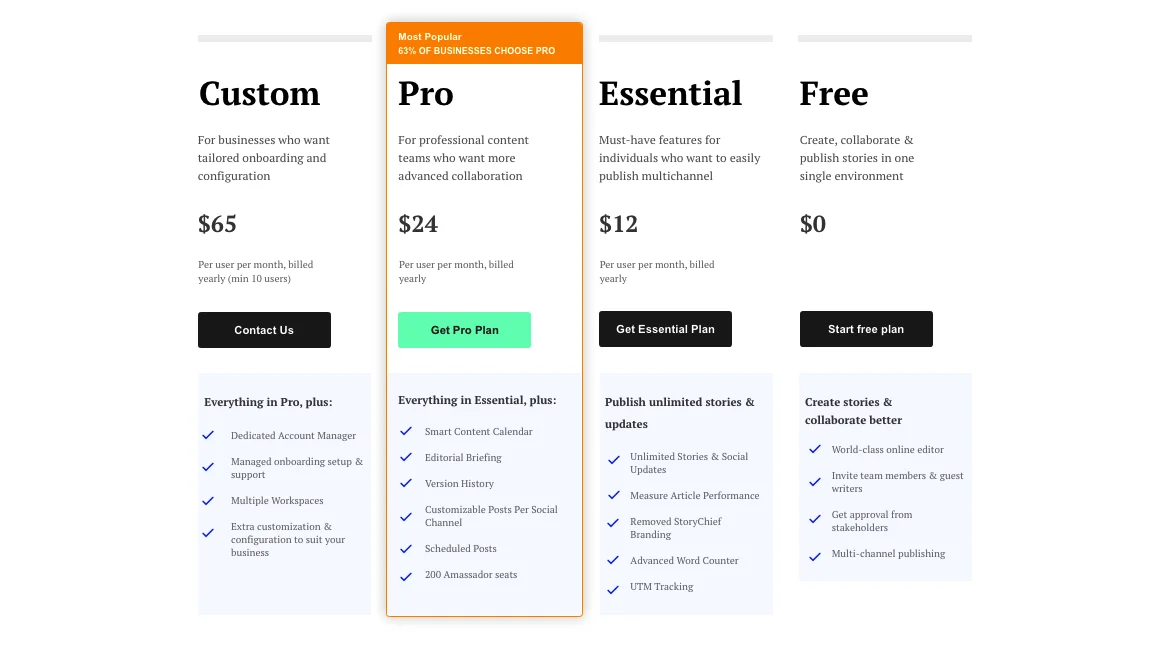 Custom
For businesses who want
tailored onboarding and
configuration
$65
Per user per month, billed
yearly (min 10 users)
Contact Us
Everything in Pro, plus:
Dedicated Account Manager
Managed onboarding setup &
support
Multiple Workspaces
Extra customization &
configuration to suit your
business
Most Popular
63% OF BUSINESSES CHOOSE PRO
Pro
For professional content
teams who want more
advanced collaboration
$24
Per user per month, billed
yearly
Get Pro Plan
Everything in Essential, plus:
Smart Content Calendar
Editorial Briefing
Version History
Customizable Posts Per Social
Channel
Scheduled Posts
200 Amassador seats
Essential
Must-have features for
individuals who want to easily
publish multichannel
$12
Per user per month, billed
yearly
Get Essential Plan
Publish unlimited stories &
updates
Unlimited Stories & Social
Updates
Measure Article Performance
Removed StoryChief
Branding
Advanced Word Counter
UTM Tracking
Free
Create, collaborate &
publish stories in one
single environment
$0
Start free plan
Create stories &
collaborate better
World-class online editor
Invite team members & guest
writers
Get approval from
stakeholders
Multi-channel publishing